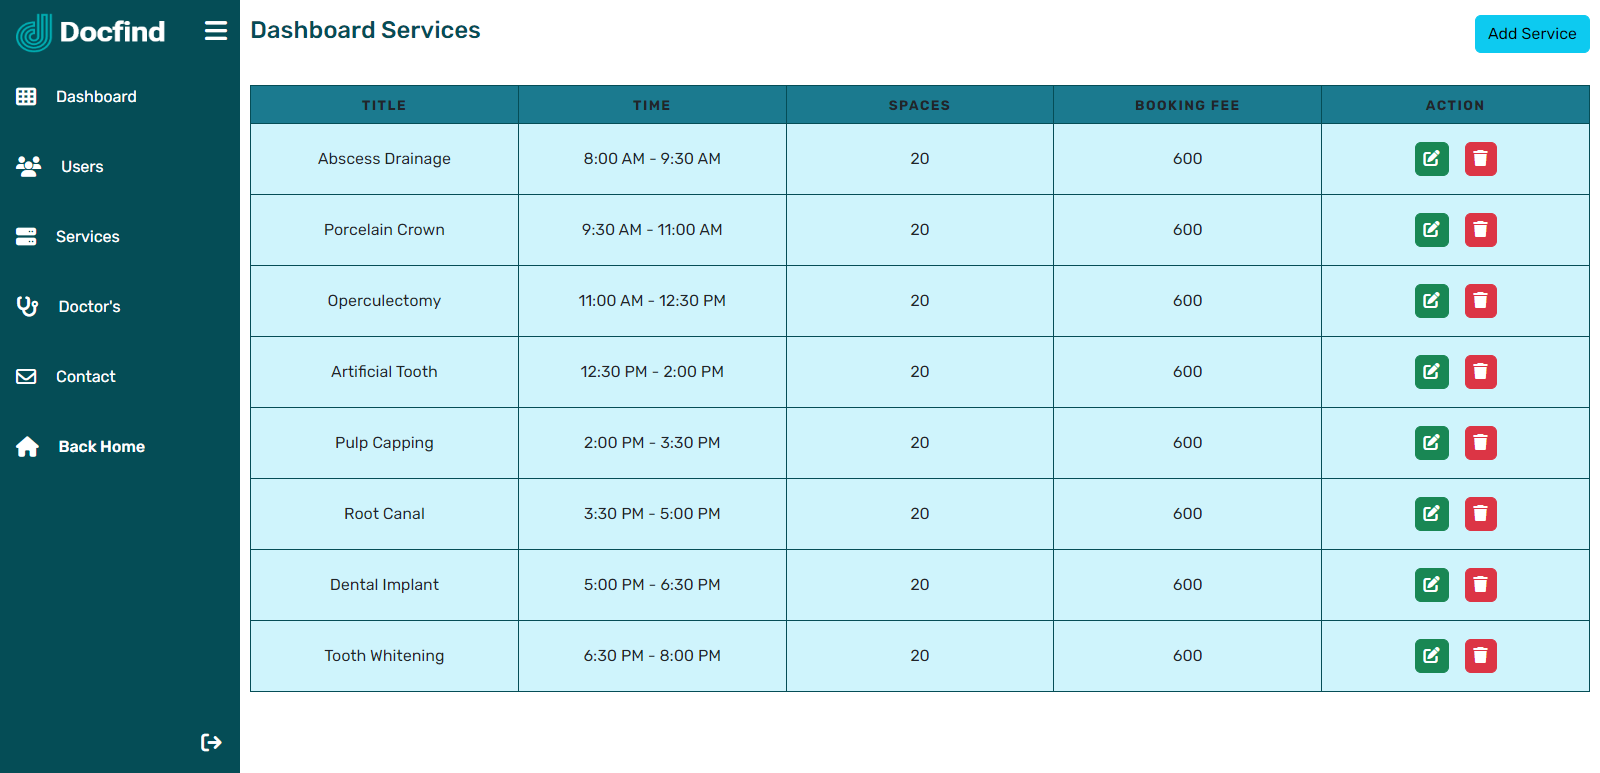 Docfind
Dashboard
Users
Services
Doctor's
Contact
Back Home
Dashboard Services
Add Service
TITLE TIME SPACES BOOKING FEE ACTION
Abscess Drainage 8:00 AM - 9:30 AM 20 600
Porcelain Crown 9:30 AM - 11:00 AM 20 600
Operculectomy 11:00 AM - 12:30 PM 20 600
Artificial Tooth 12:30 PM - 2:00 PM 20 600
Pulp Capping 2:00 PM - 3:30 PM 20 600
Root Canal 3:30 PM - 5:00 PM 20 600
Dental Implant 5:00 PM - 6:30 PM 20 600
Tooth Whitening 6:30 PM - 8:00 PM 20 600